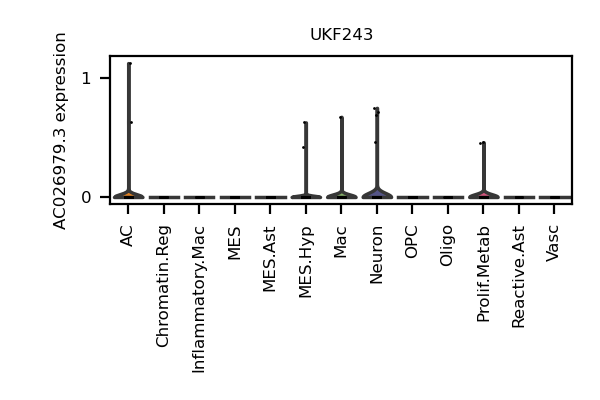 UKF243
AC026979.3 expression
1
0
AC
Chromatin.Reg
Inflammatory.Mac
MES
MES.Ast
MES.Hyp
Mac
Neuron
OPC
Oligo
Prolif.Metab
Reactive.Ast
Vasc